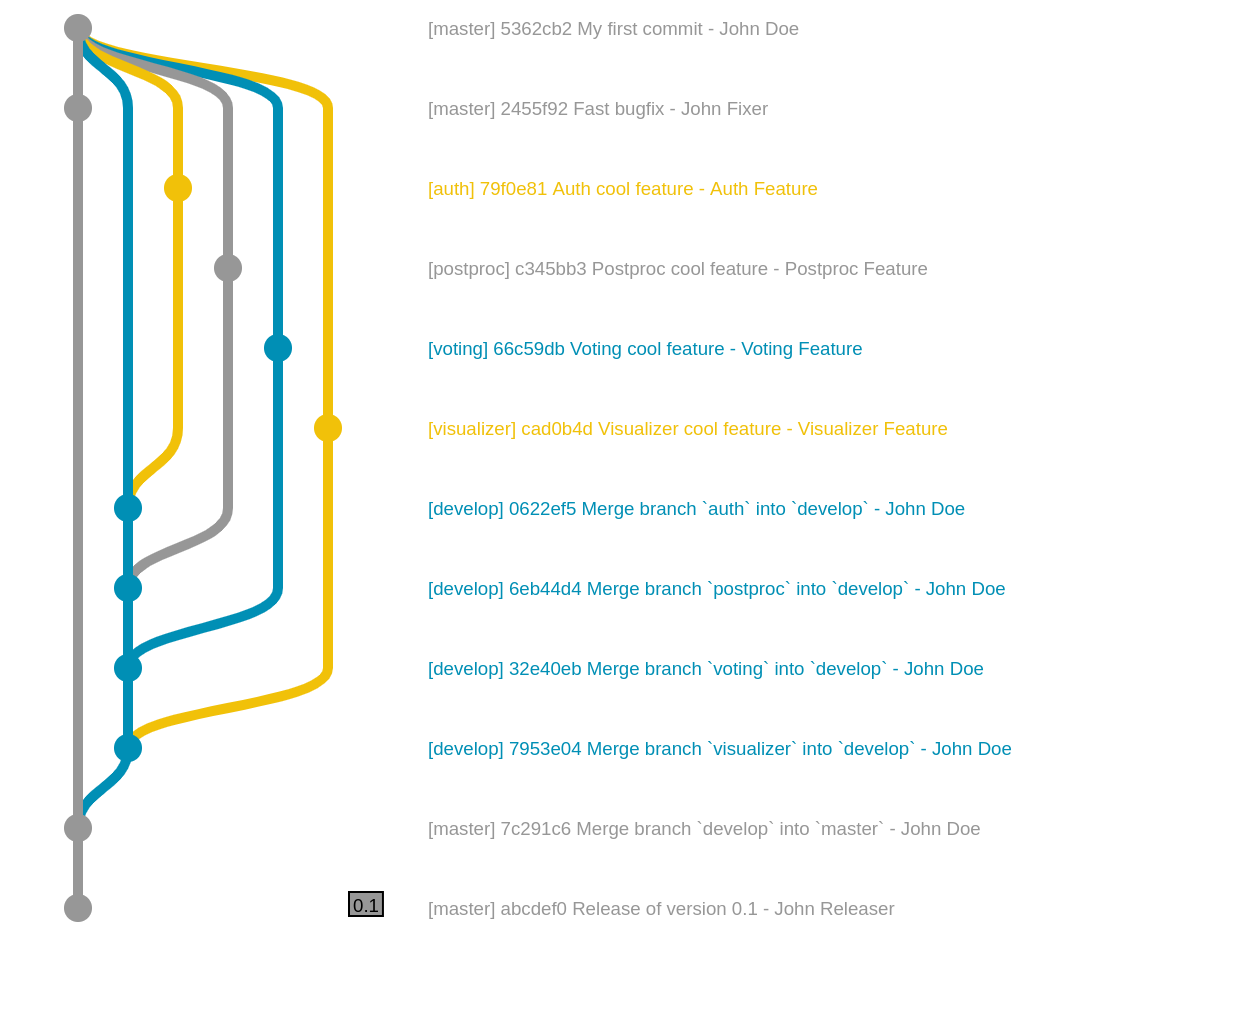 [master] 5362cb2 My first commit - John Doe
[master] 2455f92 Fast bugfix - John Fixer
[auth] 79f0e81 Auth cool feature - Auth Feature
[postproc] c345bb3 Postproc cool feature - Postproc Feature
[voting] 66c59db Voting cool feature - Voting Feature
[visualizer] cad0b4d Visualizer cool feature - Visualizer Feature
[develop] 0622ef5 Merge branch `auth` into `develop` - John Doe
[develop] 6eb44d4 Merge branch `postproc` into `develop` - John Doe
[develop] 32e40eb Merge branch `voting` into `develop` - John Doe
[develop] 7953e04 Merge branch `visualizer` into `develop` - John Doe
[master] 7c291c6 Merge branch `develop` into `master` - John Doe
0.1 [master] abcdef0 Release of version 0.1 - John Releaser